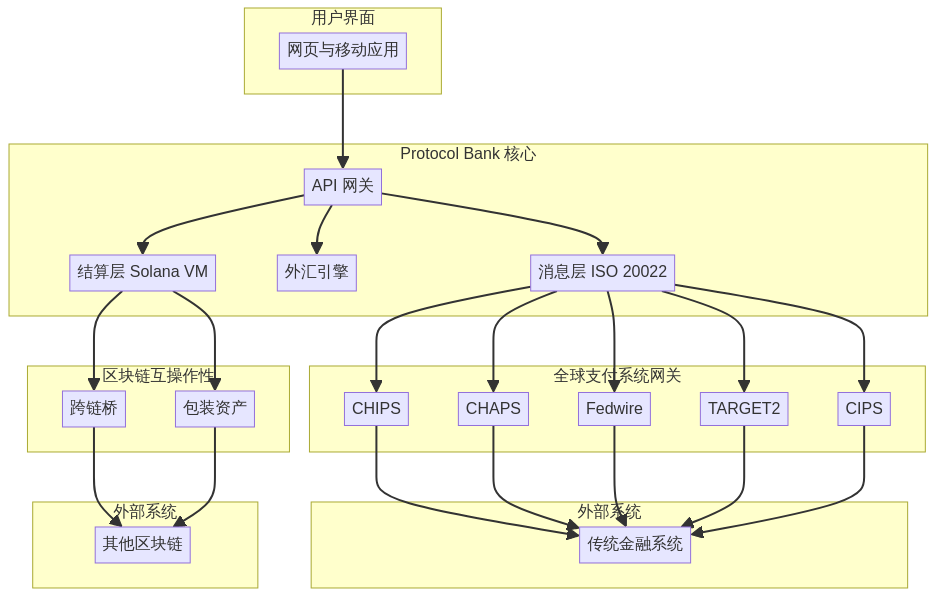 用户界面
网页与移动应用
Protocol Bank 核心
API 网关
结算层 Solana VM
外汇引擎
消息层 ISO 20022
区块链互操作性
全球支付系统网关
跨链桥
包装资产
CHIPS
CHAPS
Fedwire
TARGET2
CIPS
外部系统
外部系统
其他区块链
传统金融系统